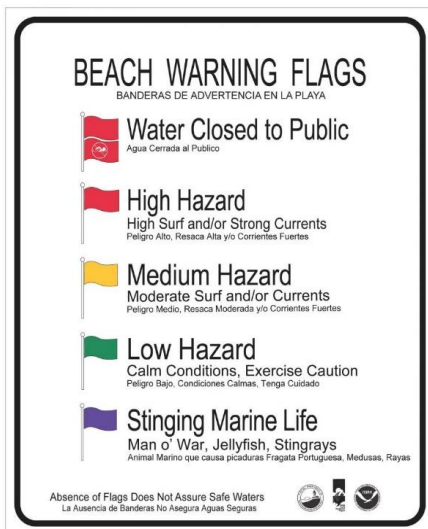 BEACH WARNING FLAGS
BANDERAS DE ADVERTENCIA EN LA PLAYA
Water Closed to Public
Agua Cerrada al Publico
High Hazard
High Surf and/or Strong Currents
Peligro Alto, Resaca Alta y/o Corrientes Fuertes
Medium Hazard
Moderate Surf and/or Currents
Peligro Medio, Resaca Moderada y/o Corrientes Fuertes
Low Hazard
Calm Conditions, Exercise Caution
Peligro Bajo, Condiciones Calmas, Tenga Cuidado
Stinging Marine Life
Man o' War, Jellyfish, Stingrays
Animal Marino que causa picaduras Fragata Portuguesa, Medusas, Rayas
Absence of Flags Does Not Assure Safe Waters
La Ausencia de Banderas No Asegura Aguas Seguras